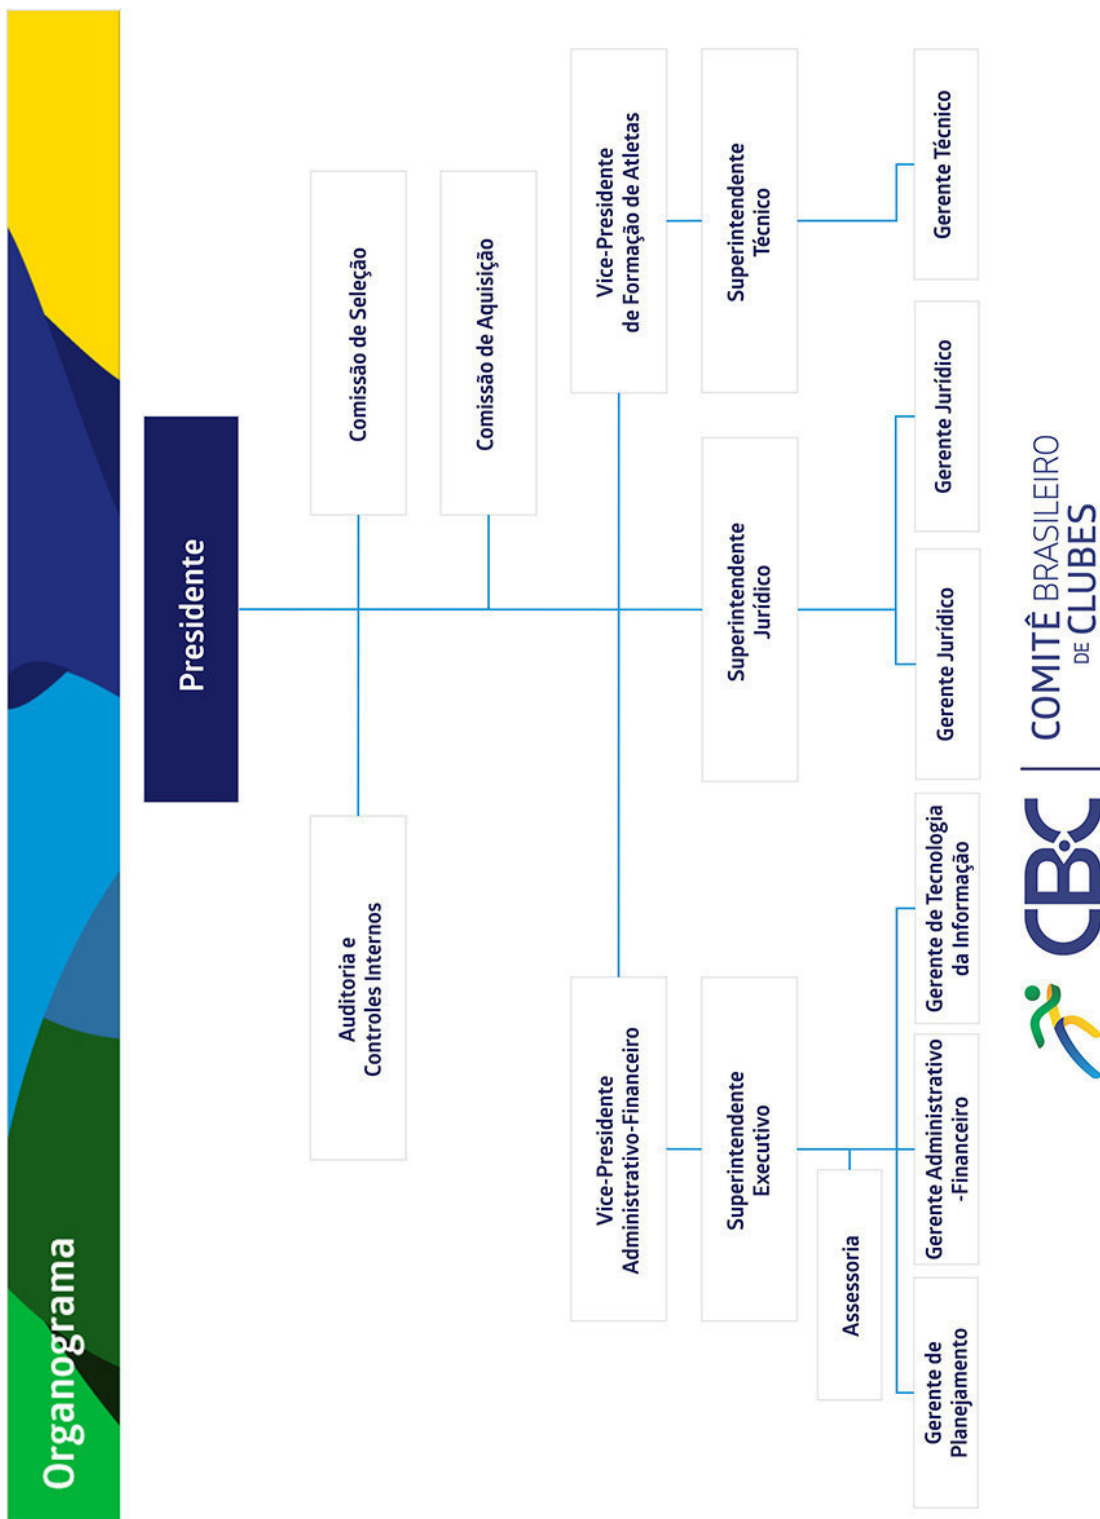 Organograma
Presidente
Auditoria e
Controles Internos
Comissão de Seleção
Comissão de Aquisição
Vice-Presidente
Administrativo-Financeiro
Vice-Presidente
de Formação de Atletas
Superintendente
Executivo
Superintendente
Jurídico
Superintendente
Técnico
Assessoria
Gerente de
Planejamento
Gerente Administrativo
-Financeiro
Gerente de Tecnologia
da Informação
Gerente Jurídico
Gerente Jurídico
Gerente Técnico
CBC
COMITÊ BRASILEIRO
DE CLUBES